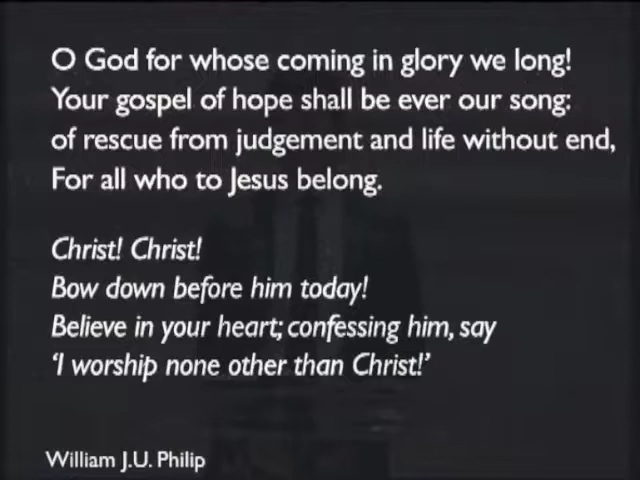 O God for whose coming in glory we long!
Your gospel of hope shall be ever our song:
of rescue from judgement and life without end,
For all who to Jesus belong.
Christ! Christ!
Bow down before him today!
Believe in your heart; confessing him, say
‘I worship none other than Christ!’
William J.U. Philip